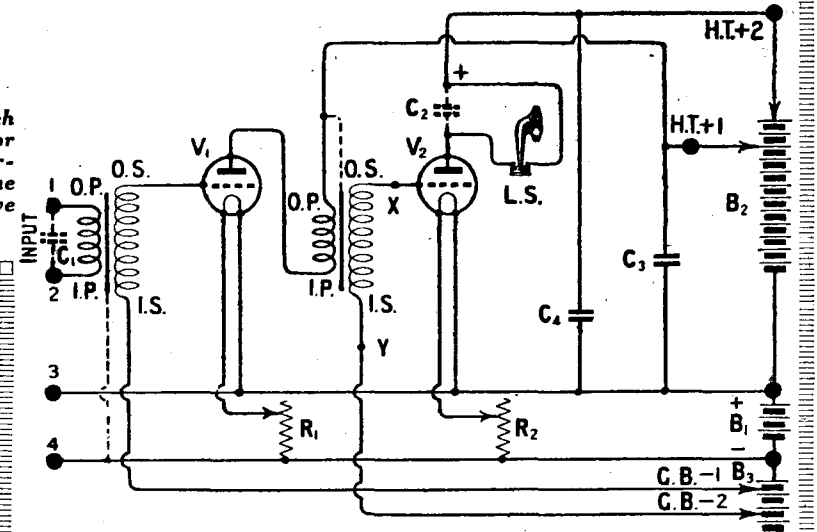 H.T.+2
+
C2
H.T.+1
V1
V2
O.S.
O.S.
1
O.P.
O.P.
X
L.S.
B2
INPUT
C1
2
I.P.
I.S.
I.P.
I.S.
C3
C4
Y
3
R1
R2
+
B1
-
4
B3
G.B.-1
G.B.-2